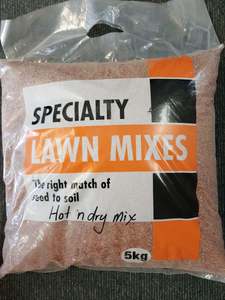 SPECIALTY
LAWN MIXES
The right match of
seed to soil
Hot n dry mix
5kg